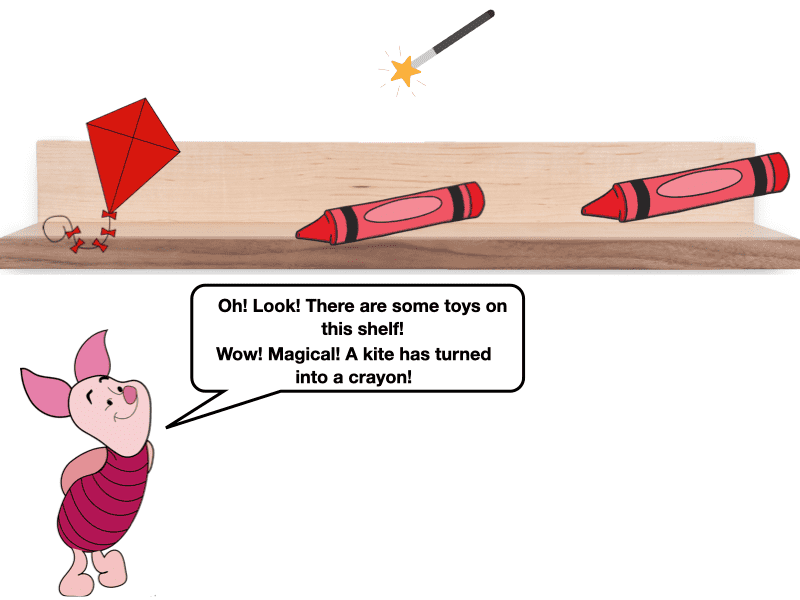 Oh! Look! There are some toys on
this shelf!
Wow! Magical! A kite has turned
into a crayon!